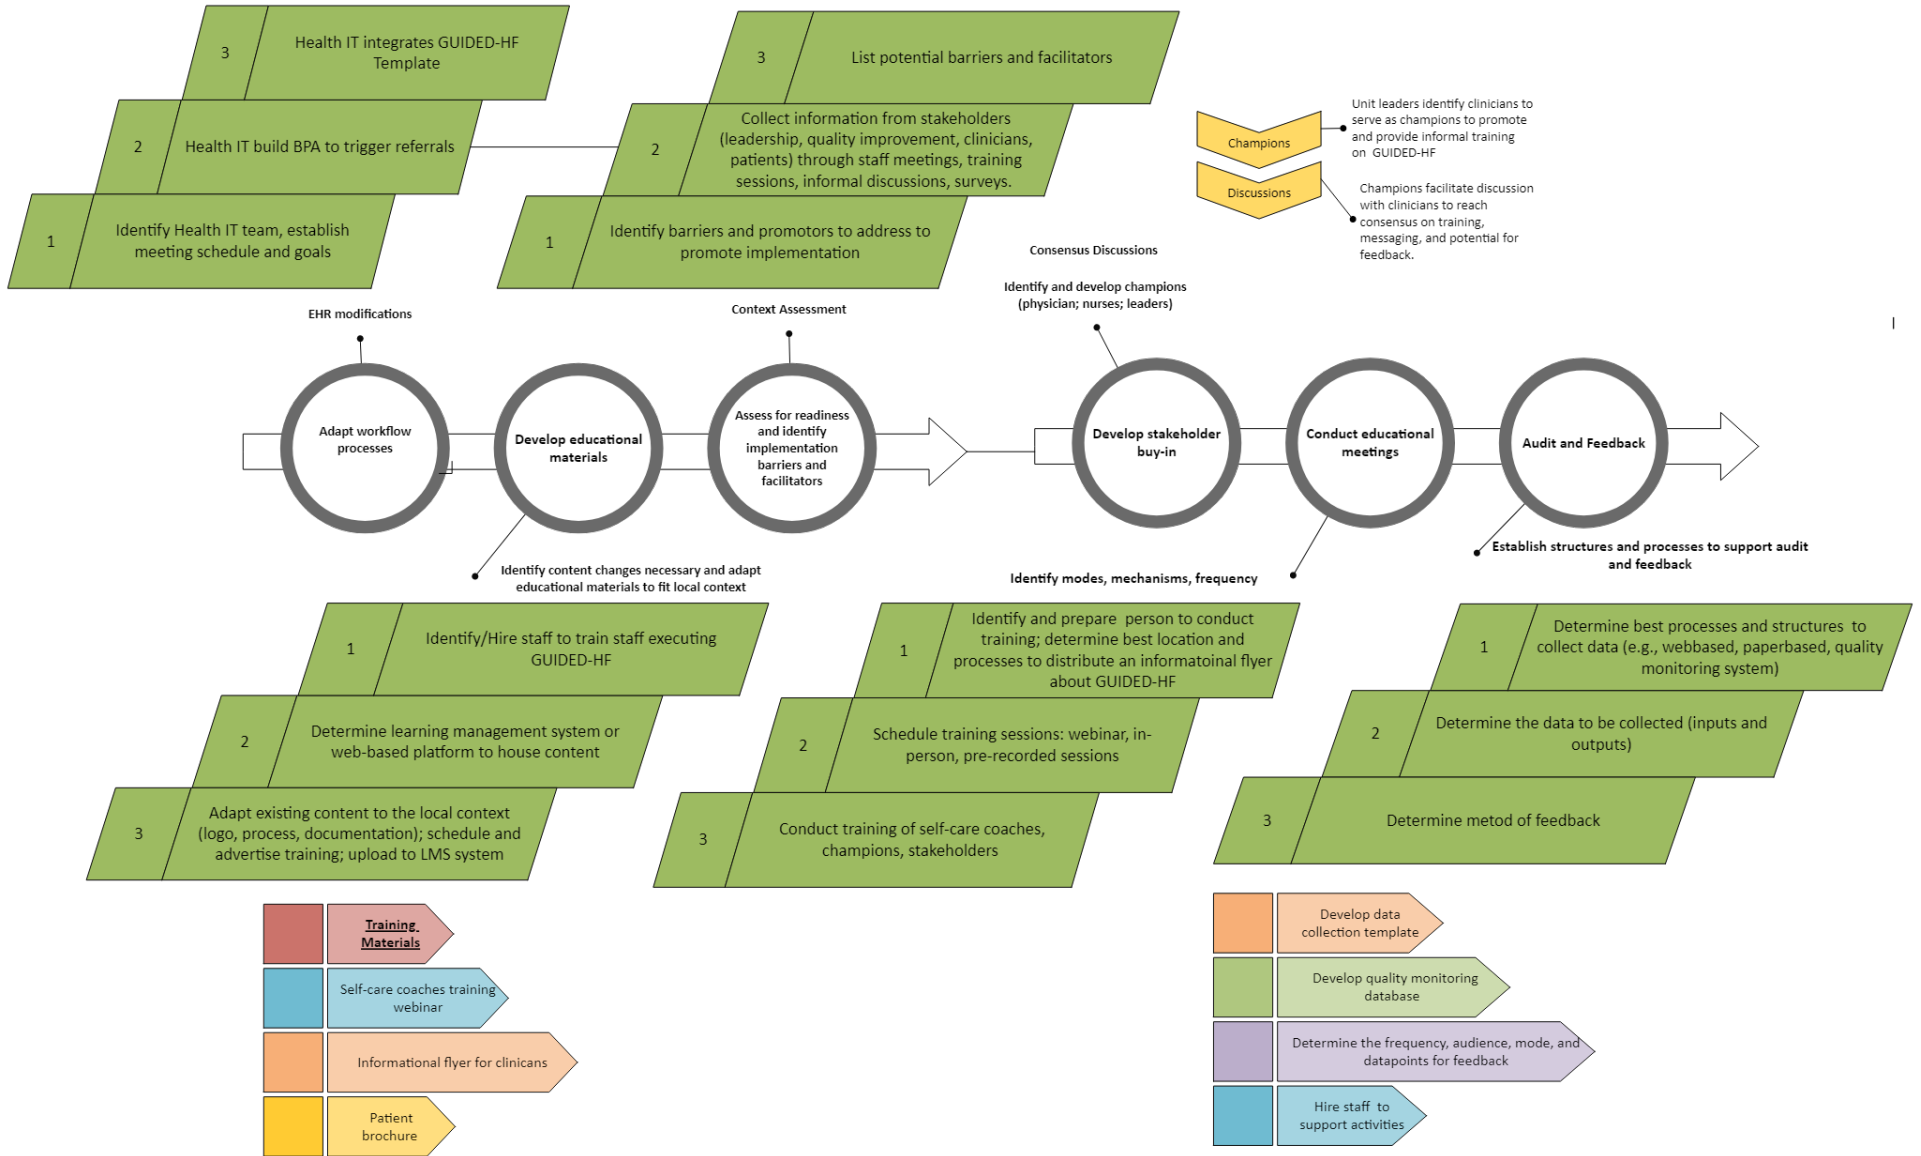 3
Health IT integrates GUIDED-HF
Template
2
Health IT build BPA to trigger referrals
1
Identify Health IT team, establish
meeting schedule and goals
3
List potential barriers and facilitators
2
Collect information from stakeholders
(leadership, quality improvement, clinicians,
patients) through staff meetings, training
sessions, informal discussions, surveys.
1
Identify barriers and promotors to address to
promote implementation
Champions
Unit leaders identify clinicians to
serve as champions to promote
and provide informal training
on GUIDED-HF
Discussions
Champions facilitate discussion
with clinicians to reach
consensus on training,
messaging, and potential for
feedback.
EHR modifications
Context Assessment
Consensus Discussions
Identify and develop champions
(physician; nurses; leaders)
I
Adapt workflow
processes
Develop educational
materials
Assess for readiness
and identify
implementation
barriers and
facilitators
Develop stakeholder
buy-in
Conduct educational
meetings
Audit and Feedback
Identify content changes necessary and adapt
educational materials to fit local context
Identify modes, mechanisms, frequency
Establish structures and processes to support audit
and feedback
1
Identify/Hire staff to train staff executing
GUIDED-HF
2
Determine learning management system or
web-based platform to house content
3
Adapt existing content to the local context
(logo, process, documentation); schedule and
advertise training; upload to LMS system
1
Identify and prepare person to conduct
training; determine best location and
processes to distribute an informatoinal flyer
about GUIDED-HF
2
Schedule training sessions: webinar, in-
person, pre-recorded sessions
3
Conduct training of self-care coaches,
champions, stakeholders
1
Determine best processes and structures to
collect data (e.g., webbased, paperbased, quality
monitoring system)
2
Determine the data to be collected (inputs and
outputs)
3
Determine metod of feedback
Training
Materials
Self-care coaches training
webinar
Informational flyer for clinicans
Patient
brochure
Develop data
collection template
Develop quality monitoring
database
Determine the frequency, audience, mode, and
datapoints for feedback
Hire staff to
support activities